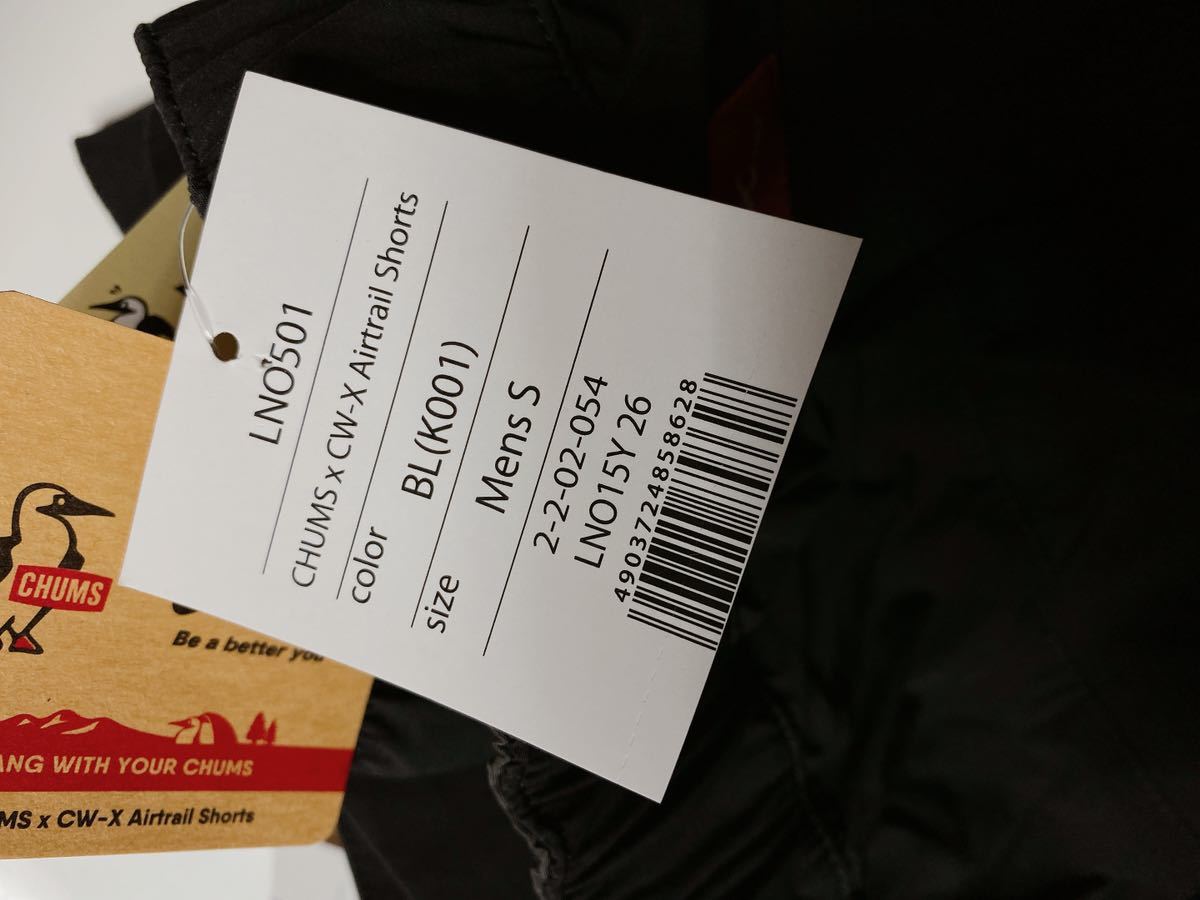 LNO501
CHUMS x CW-X Airtrail Shorts
color BL(K001)
size Mens S
2-2-02-054
LNO15Y 26
4903724858628
CHUMS
Be a better you
ANG WITH YOUR CHUMS
MS x CW-X Airtrail Shorts